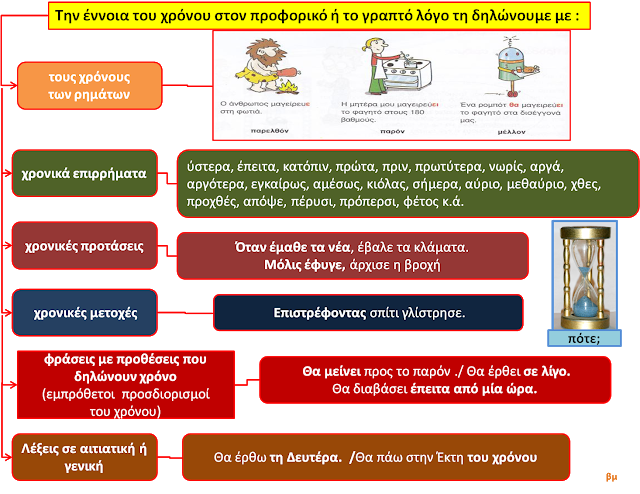 Την έννοια του χρόνου στον προφορικό ή το γραπτό λόγο τη δηλώνουμε με :
τους χρόνους
των ρημάτων
Ο άνθρωπος μαγείρευε
στη φωτιά.
παρελθόν
Η μητέρα μου μαγειρεύει
το φαγητό στους 180
βαθμούς.
παρόν
Ένα ρομπότ θα μαγειρεύει
το φαγητό στα δισέγγονά
μας.
μέλλον
χρονικά επιρρήματα
ύστερα, έπειτα, κατόπιν, πρώτα, πριν, πρωτύτερα, νωρίς, αργά,
αργότερα, εγκαίρως, αμέσως, κιόλας, σήμερα, αύριο, μεθαύριο, χθες,
προχθές, απόψε, πέρυσι, πρόπερσι, φέτος κ.ά.
χρονικές προτάσεις
Όταν έμαθε τα νέα, έβαλε τα κλάματα.
Μόλις έφυγε, άρχισε η βροχή
χρονικές μετοχές
Επιστρέφοντας σπίτι γλίστρησε.
πότε;
φράσεις με προθέσεις που
δηλώνουν χρόνο
(εμπρόθετοι προσδιορισμοί
του χρόνου)
Θα μείνει προς το παρόν ./ Θα έρθει σε λίγο.
Θα διαβάσει έπειτα από μία ώρα.
Λέξεις σε αιτιατική ή
γενική
Θα έρθω τη Δευτέρα. /Θα πάω στην Έκτη του χρόνου
βμ